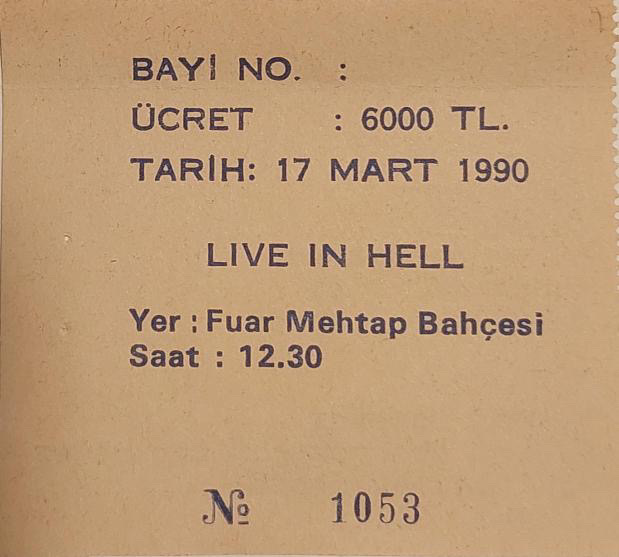 BAYİ NO. :
ÜCRET : 6000 TL.
TARİH: 17 MART 1990
LIVE IN HELL
Yer : Fuar Mehtap Bahçesi
Saat : 12.30
№ 1053